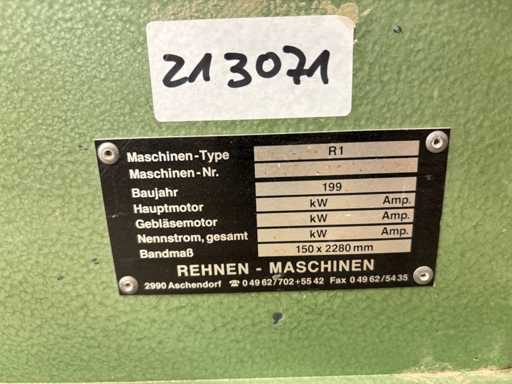 213071
Maschinen-Type R1
Maschinen-Nr.
Baujahr 199
Hauptmotor kW Amp.
Gebläsemotor kW Amp.
Nennstrom, gesamt kW Amp.
Bandmaß 150 x 2280 mm
REHNEN - MASCHINEN
2990 Aschendorf ☎ 0 49 62/702+55 42 Fax 0 49 62/54 35